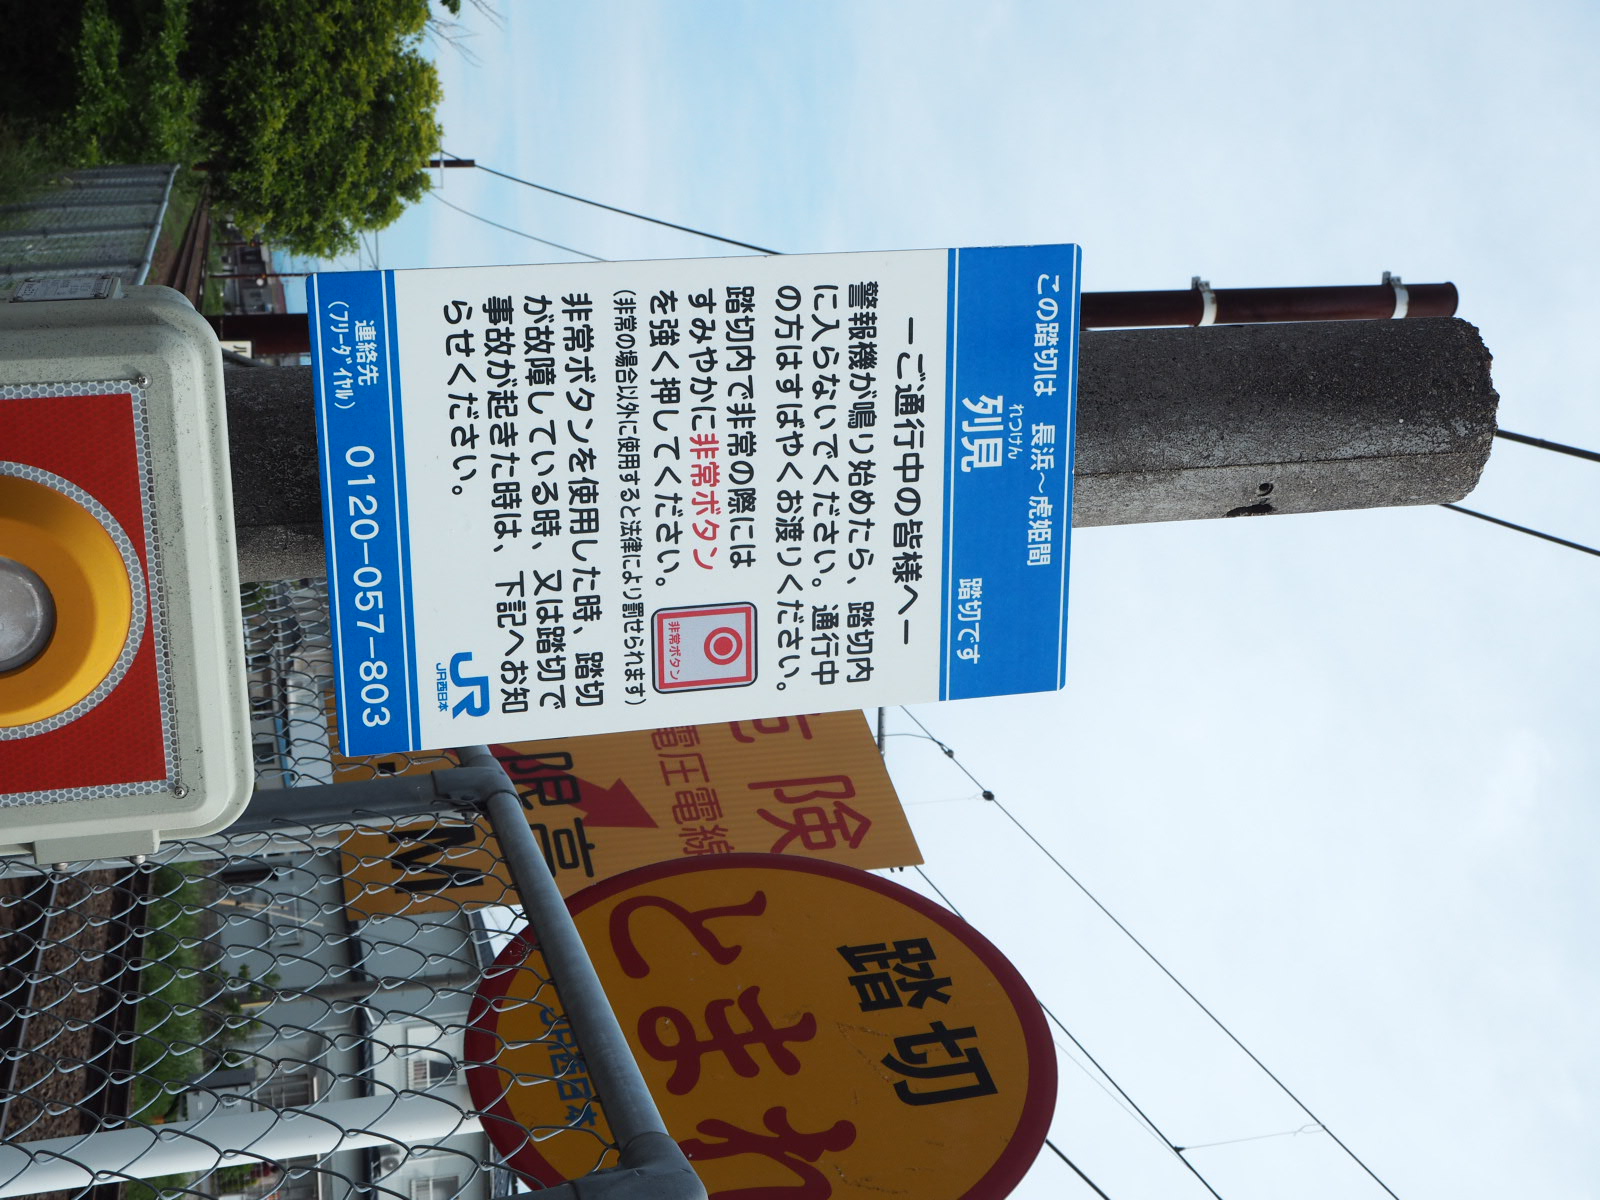 この踏切は 長浜~虎姫間
れつけん
列見 踏切です
ーご通行中の皆様へー
警報機が鳴り始めたら、踏切内
に入らないでください。通行中
の方はすばやくお渡りください。
踏切内で非常の際には
すみやかに非常ボタン
を強く押してください。
(非常の場合以外に使用すると法律により罰せられます)
非常ボタン
非常ボタンを使用した時、踏切
が故障している時、又は踏切で
事故が起きた時は、下記へお知
らせください。
JR
JR西日本
連絡先
(フリーダイヤル)
0120-057-803
危険
電圧電線
限高
M
踏切
とまれ
JR西日本